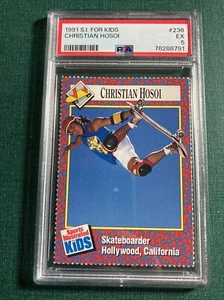 1991 S.I. FOR KIDS #236
CHRISTIAN HOSOI EX 5
PSA 78288791
CHRISTIAN HOSOI
Sports Illustrated
KIDS
Skateboarder
Hollywood, California